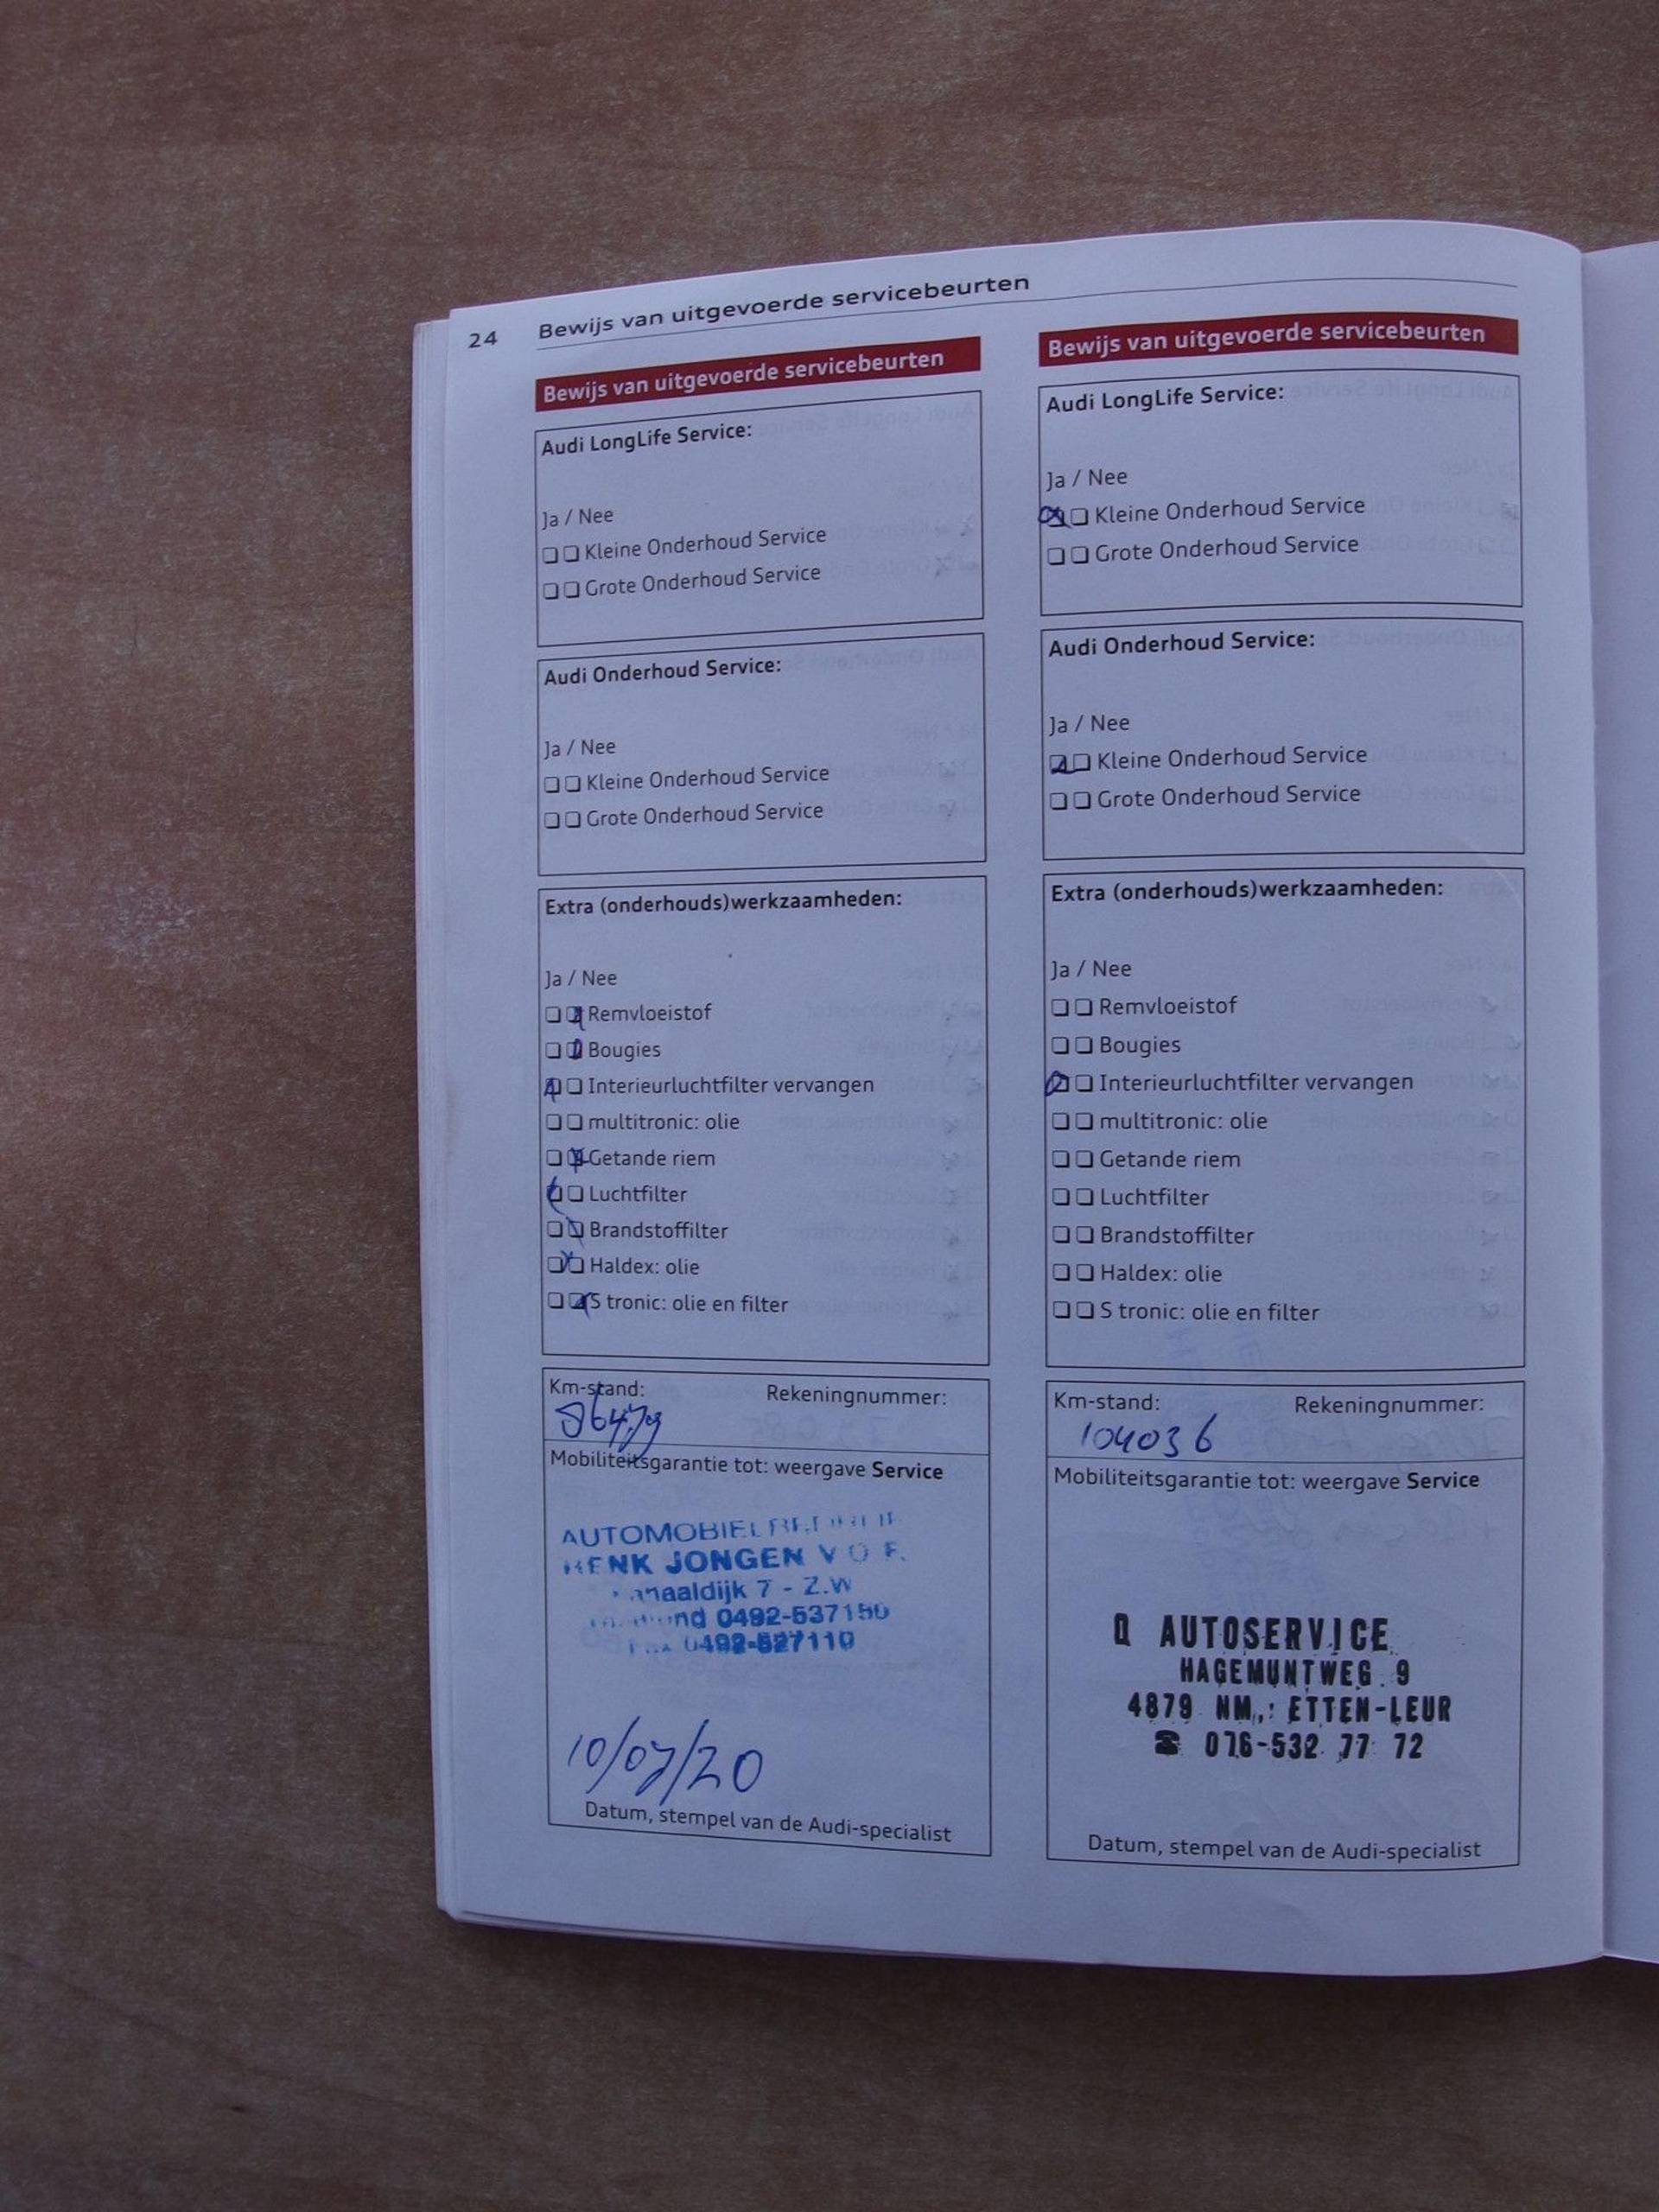 24 Bewijs van uitgevoerde servicebeurten
Bewijs van uitgevoerde servicebeurten
Audi LongLife Service:
Ja / Nee
Kleine Onderhoud Service
Grote Onderhoud Service
Audi Onderhoud Service:
Ja / Nee
Kleine Onderhoud Service
Grote Onderhoud Service
Extra (onderhouds)werkzaamheden:
Ja / Nee
Remvloeistof
Bougies
Interieurluchtfilter vervangen
multitronic: olie
Getande riem
Luchtfilter
Brandstoffilter
Haldex: olie
S tronic: olie en filter
Km-stand: Rekeningnummer:
Mobiliteitsgarantie tot: weergave Service
HENK JONGEN V O F.
7 - Z.W
0492-527110
10/07/20
Datum, stempel van de Audi-specialist
Bewijs van uitgevoerde servicebeurten
Audi LongLife Service:
Ja / Nee
Kleine Onderhoud Service
Grote Onderhoud Service
Audi Onderhoud Service:
Ja / Nee
Kleine Onderhoud Service
Grote Onderhoud Service
Extra (onderhouds)werkzaamheden:
Ja / Nee
Remvloeistof
Bougies
Interieurluchtfilter vervangen
multitronic: olie
Getande riem
Luchtfilter
Brandstoffilter
Haldex: olie
S tronic: olie en filter
Km-stand: Rekeningnummer:
104036
Mobiliteitsgarantie tot: weergave Service
Q AUTOSERVICE
HAGEMUNTWEG 9
4879 NM,: ETTEN-LEUR
☎ 076-532 77 72
Datum, stempel van de Audi-specialist